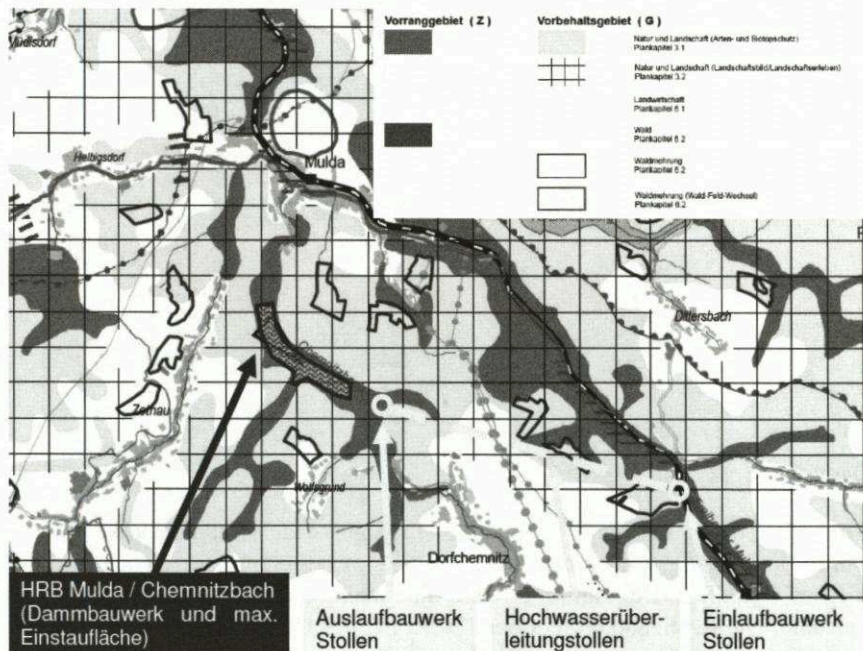 Vorranggebiet ( Z )
Vorbehaltsgebiet ( G )
Natur und Landschaft (Arten- und Biotopschutz)
Plankapitel 3.1
Natur und Landschaft (Landschaftsbild/Landschaftserleben)
Plankapitel 3.2
Landwirtschaft
Plankapitel 6.1
Wald
Plankapitel 6.2
Waldmehrung
Plankapitel 6.2
Waldmehrung (Wald-Feld-Wechsel)
Plankapitel 6.2
Helbigsdorf
Mulda
Dittersbach
Zethau
Wolfsgrund
Dorfchemnitz
HRB Mulda / Chemnitzbach
(Dammbauwerk und max.
Einstaufläche)
Auslaufbauwerk
Stollen
Hochwasserüber-
leitungstollen
Einlaufbauwerk
Stollen